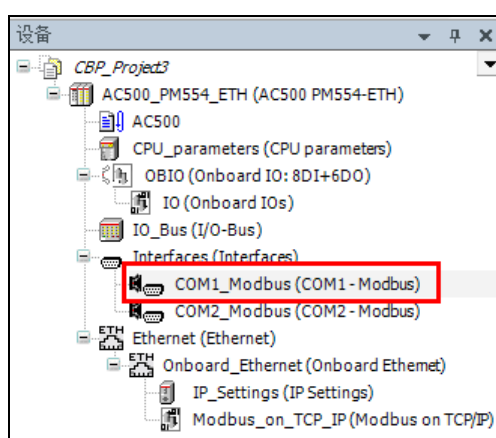 设备
CBP_Project3
AC500_PM554_ETH (AC500 PM554-ETH)
AC500
CPU_parameters (CPU parameters)
OBIO (Onboard IO: 8DI+6DO)
IO (Onboard IOs)
IO_Bus (I/O-Bus)
Interfaces (Interfaces)
COM1_Modbus (COM1 - Modbus)
COM2_Modbus (COM2 - Modbus)
ETH
Ethernet (Ethernet)
ETH
Onboard_Ethernet (Onboard Ethernet)
IP_Settings (IP Settings)
Modbus_on_TCP_IP (Modbus on TCP/IP)